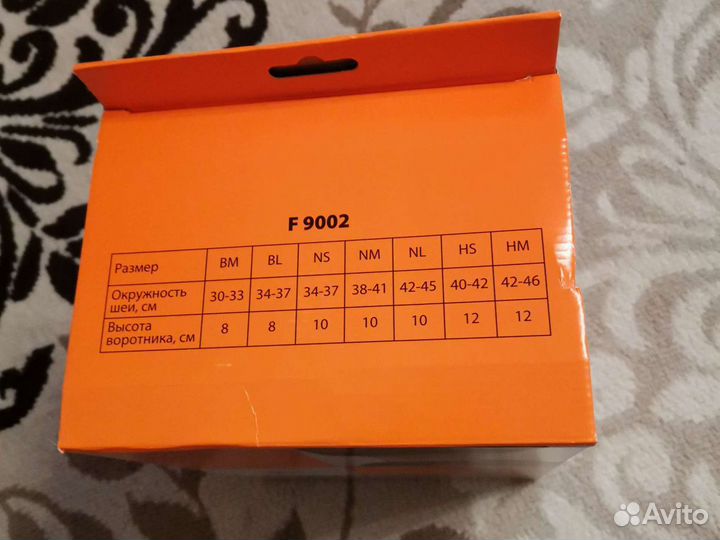 F 9002
Размер BM BL NS NM NL HS HM
Окружность
шеи, см 30-33 34-37 34-37 38-41 42-45 40-42 42-46
Высота
воротника, см 8 8 10 10 10 12 12
Avito